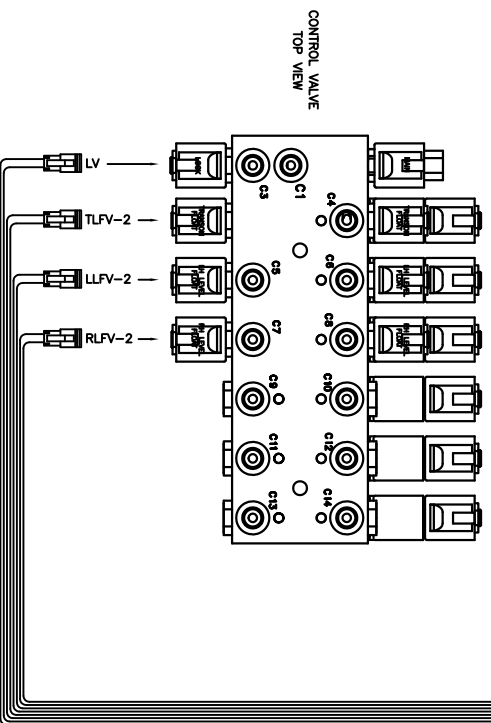 CONTROL VALVE
TOP VIEW
LV
TLFV-2
LLFV-2
RLFV-2
C1
C3
C4
C5
C6
C7
C8
C9
C10
C11
C12
C13
C14